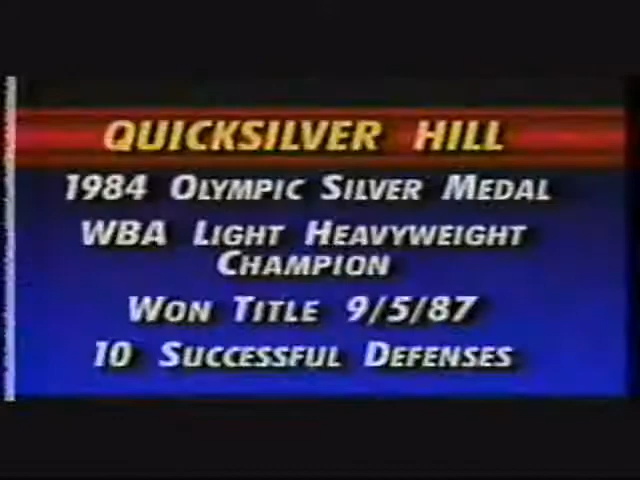 QUICKSILVER HILL
1984 OLYMPIC SILVER MEDAL
WBA LIGHT HEAVYWEIGHT
CHAMPION
WON TITLE 9/5/87
10 SUCCESSFUL DEFENSES